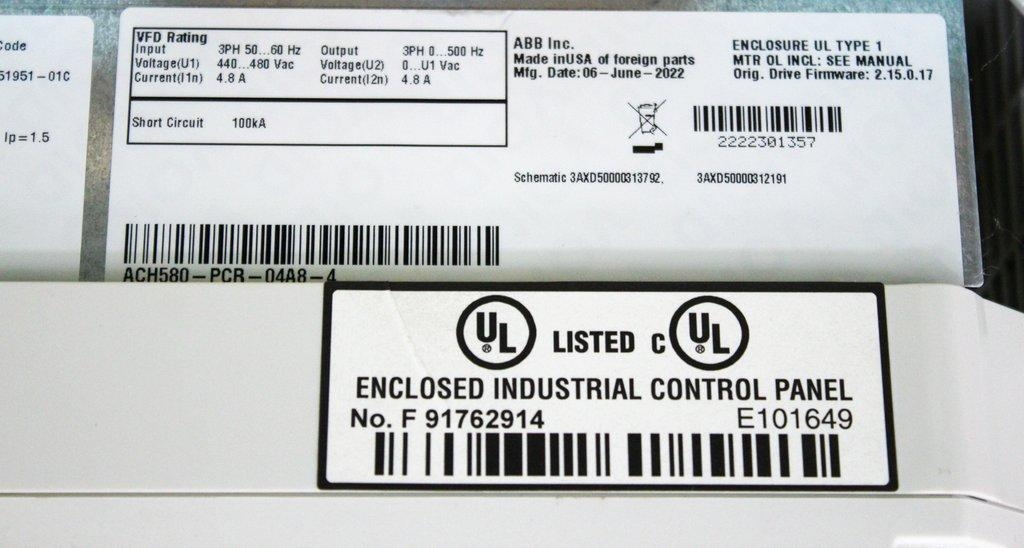 Code
51951-01C
Ip=1.5
VFD Rating
Input 3PH 50...60 Hz Output 3PH 0...500 Hz
Voltage(U1) 440...480 Vac Voltage(U2) 0...U1 Vac
Current(I1n) 4.8 A Current(I2n) 4.8 A
Short Circuit 100kA
ABB Inc.
Made inUSA of foreign parts
Mfg. Date:06-June-2022
ENCLOSURE UL TYPE 1
MTR OL INCL: SEE MANUAL
Orig. Drive Firmware: 2.15.0.17
2222301357
Schematic 3AXD50000313792, 3AXD50000312191
ACH580-PCR-04A8-4
UL ® LISTED C UL ®
ENCLOSED INDUSTRIAL CONTROL PANEL
No. F 91762914 E101649